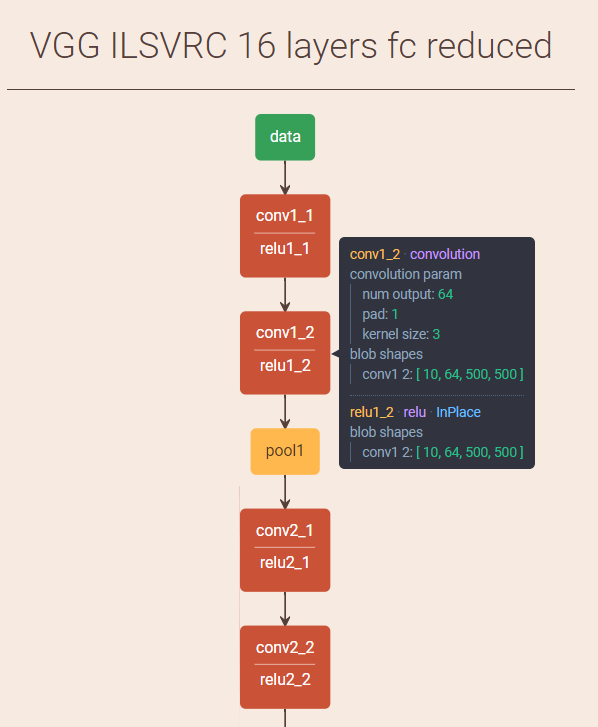 VGG ILSVRC 16 layers fc reduced
data
conv1_1
relu1_1
conv1_2
relu1_2
conv1_2 · convolution
convolution param
num output: 64
pad: 1
kernel size: 3
blob shapes
conv1 2: [ 10, 64, 500, 500 ]
relu1_2 · relu · InPlace
blob shapes
conv1 2: [ 10, 64, 500, 500 ]
pool1
conv2_1
relu2_1
conv2_2
relu2_2